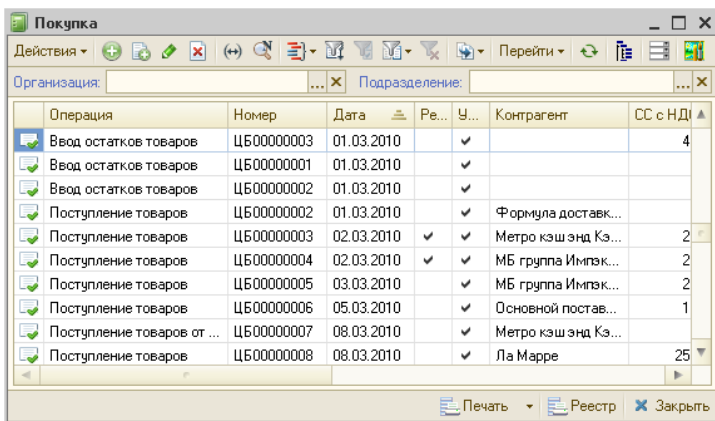 Покупка
Действия Перейти
Организация: ... Подразделение: ...
Операция Номер Дата Ре... У... Контрагент СС с НДС
Ввод остатков товаров ЦБ00000003 01.03.2010 4
Ввод остатков товаров ЦБ00000001 01.03.2010
Ввод остатков товаров ЦБ00000002 01.03.2010
Поступление товаров ЦБ00000002 01.03.2010 Формула доставк...
Поступление товаров ЦБ00000003 02.03.2010 Метро кэш энд Кэ... 2
Поступление товаров ЦБ00000004 02.03.2010 МБ группа Импэк... 2
Поступление товаров ЦБ00000005 03.03.2010 МБ группа Импэк... 2
Поступление товаров ЦБ00000006 05.03.2010 Основной постав... 1
Поступление товаров от ... ЦБ00000007 08.03.2010 Метро кэш энд Кэ...
Поступление товаров ЦБ00000008 08.03.2010 Ла Марре 25
Печать Реестр Закрыть